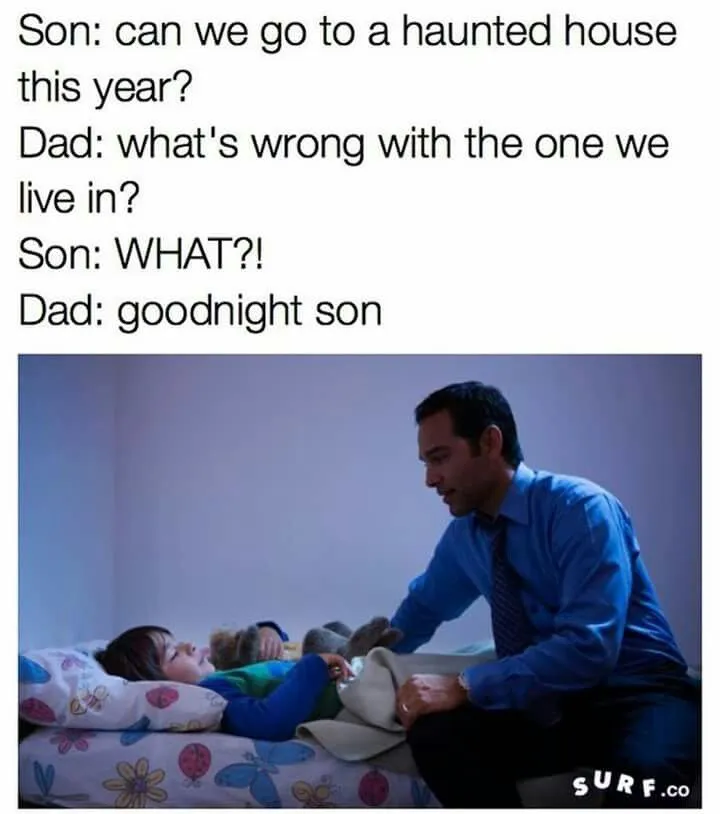 Son: can we go to a haunted house
this year?
Dad: what's wrong with the one we
live in?
Son: WHAT?!
Dad: goodnight son
SURF.co